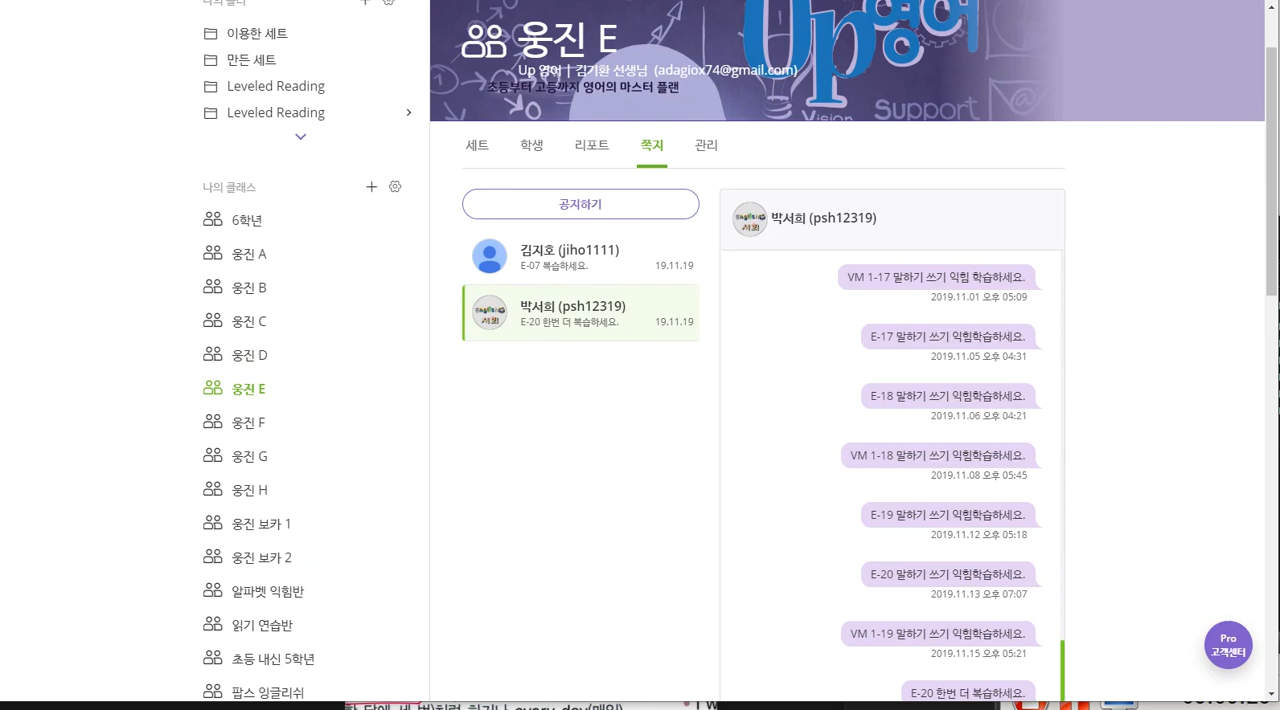 나의 폴더
이용한 세트
만든 세트
Leveled Reading
Leveled Reading
나의 클래스
6학년
웅진 A
웅진 B
웅진 C
웅진 D
웅진 E
웅진 F
웅진 G
웅진 H
웅진 보카 1
웅진 보카 2
알파벳 익힘반
읽기 연습반
초등 내신 5학년
팝스 잉글리쉬
Up영어
웅진 E
Up 영어 | 김기환 선생님 (adagiox74@gmail.com)
초등부터 고등까지 영어의 마스터 플랜
Vision
Support
세트
학생
리포트
쪽지
관리
공지하기
김지호 (jiho1111)
E-07 복습하세요.
19.11.19
박서희 (psh12319)
E-20 한번 더 복습하세요.
19.11.19
박서희 (psh12319)
VM 1-17 말하기 쓰기 익힘 학습하세요.
2019.11.01 오후 05:09
E-17 말하기 쓰기 익힘학습하세요.
2019.11.05 오후 04:31
E-18 말하기 쓰기 익힘학습하세요.
2019.11.06 오후 04:21
VM 1-18 말하기 쓰기 익힘학습하세요.
2019.11.08 오후 05:45
E-19 말하기 쓰기 익힘학습하세요.
2019.11.12 오후 05:18
E-20 말하기 쓰기 익힘학습하세요.
2019.11.13 오후 07:07
VM 1-19 말하기 쓰기 익힘학습하세요.
2019.11.15 오후 05:21
E-20 한번 더 복습하세요.
Pro
고객센터